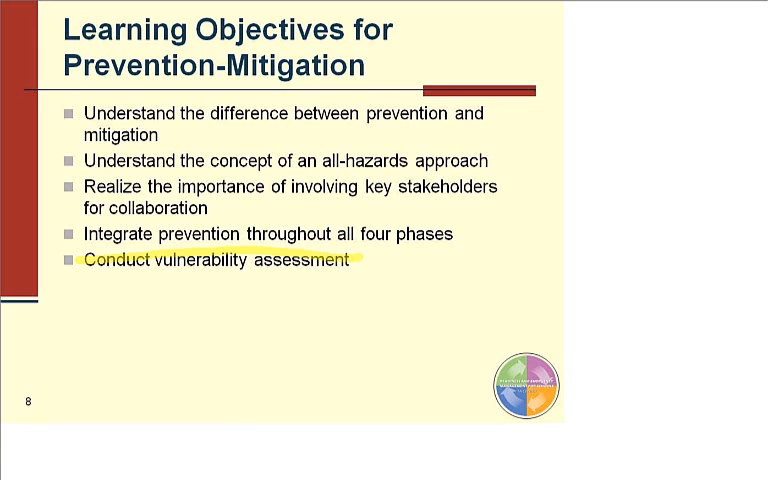 Learning Objectives for
Prevention-Mitigation
Understand the difference between prevention and
mitigation
Understand the concept of an all-hazards approach
Realize the importance of involving key stakeholders
for collaboration
Integrate prevention throughout all four phases
Conduct vulnerability assessment
8